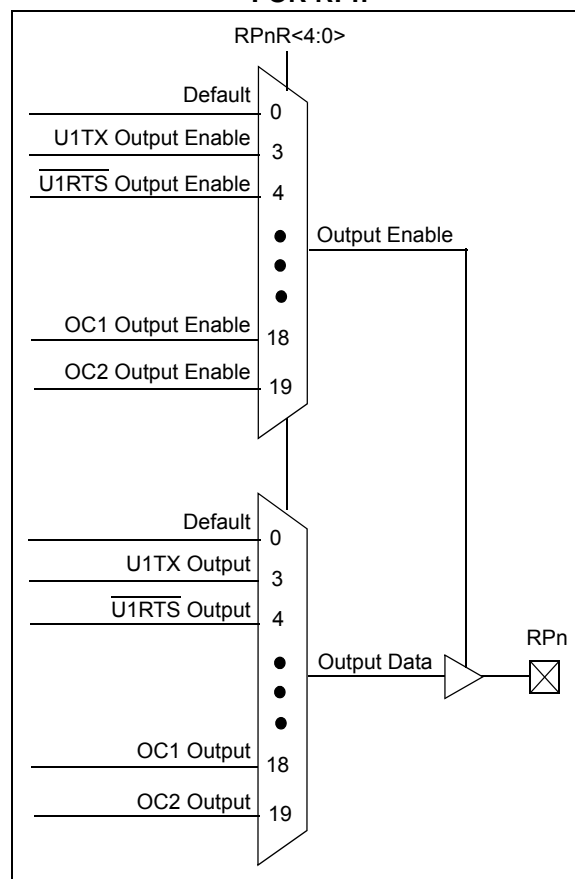 RPnR<4:0>
Default
0
U1TX Output Enable
3
U1RTS Output Enable
4
Output Enable
OC1 Output Enable
18
OC2 Output Enable
19
Default
0
U1TX Output
3
U1RTS Output
4
RPn
Output Data
OC1 Output
18
OC2 Output
19